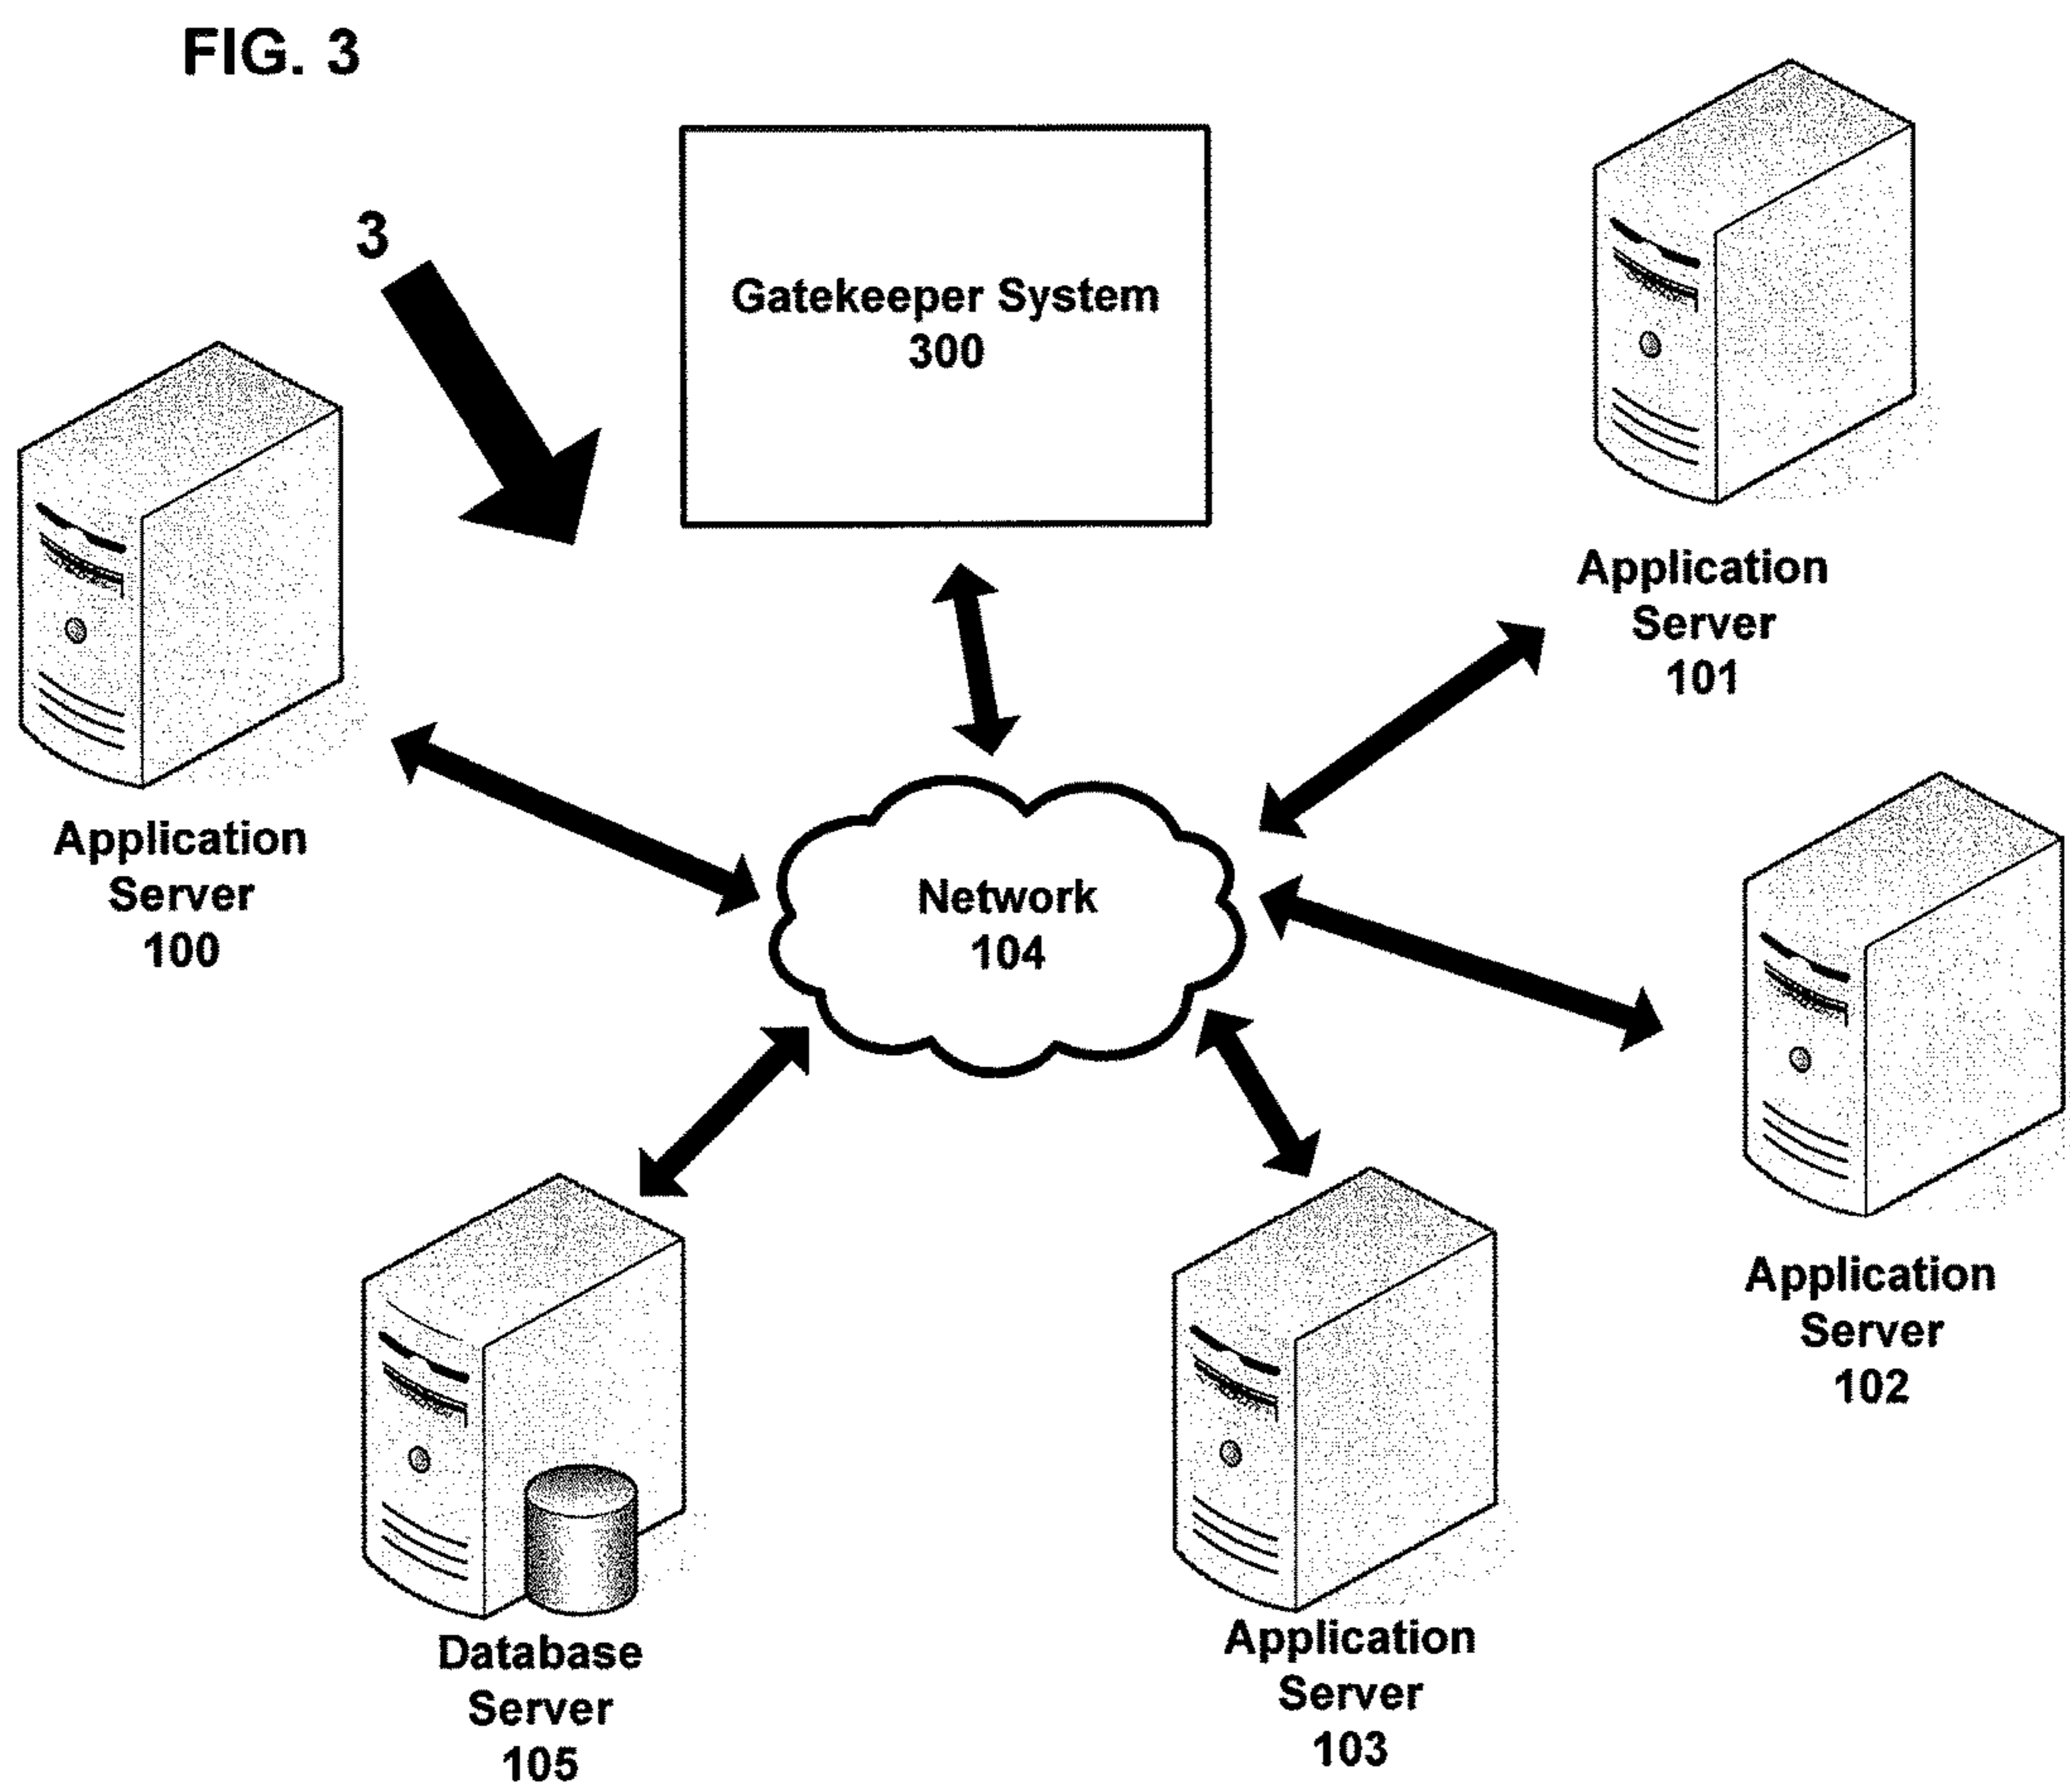 FIG. 3
3
Gatekeeper System
300
Application
Server
101
Application
Server
100
Network
104
Application
Server
102
Database
Server
105
Application
Server
103